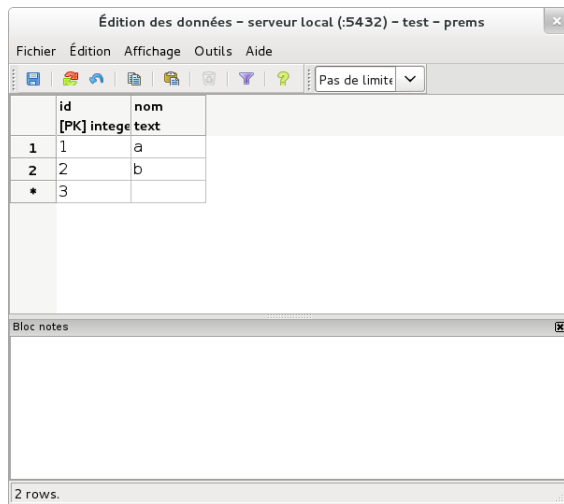 Édition des données – serveur local (:5432) – test – prems
Fichier Édition Affichage Outils Aide
Pas de limite
id nom
[PK] intege text
1 1 a
2 2 b
* 3
Bloc notes
2 rows.